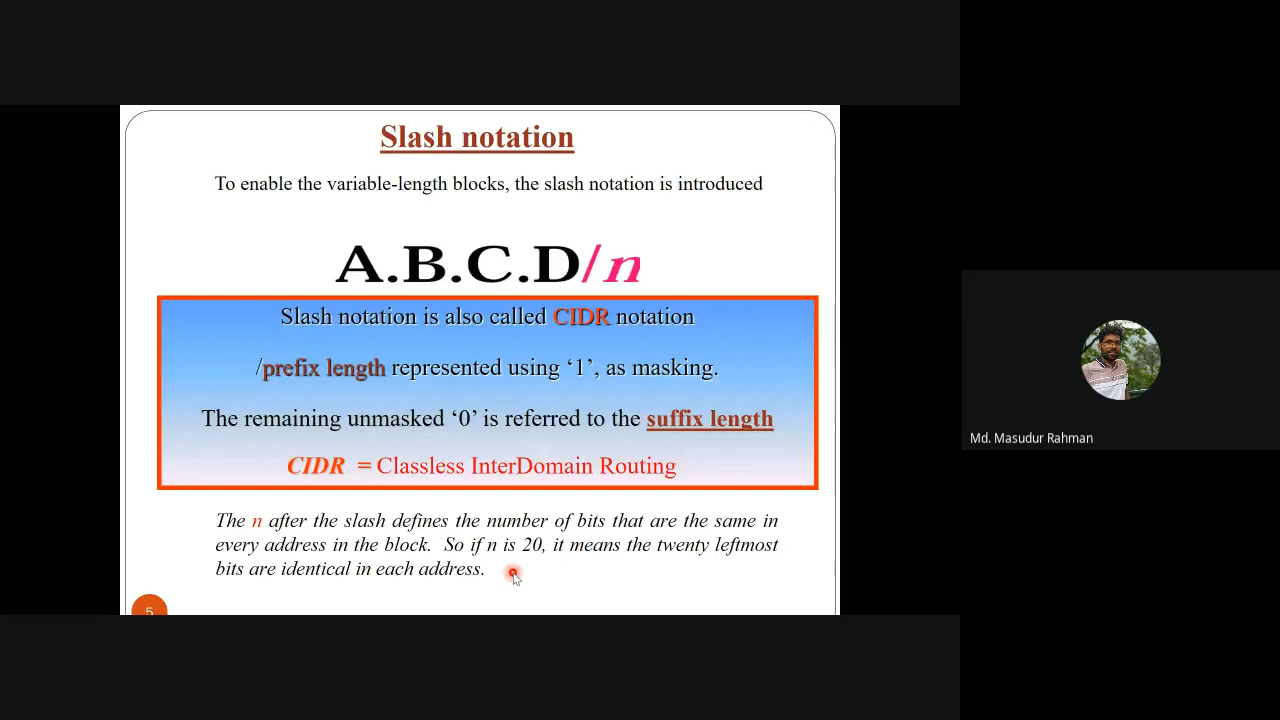 Slash notation
To enable the variable-length blocks, the slash notation is introduced
A.B.C.D/n
Slash notation is also called CIDR notation
/prefix length represented using ‘1’, as masking.
The remaining unmasked ‘0’ is referred to the suffix length
CIDR = Classless InterDomain Routing
The n after the slash defines the number of bits that are the same in
every address in the block. So if n is 20, it means the twenty leftmost
bits are identical in each address.
5
Md. Masudur Rahman